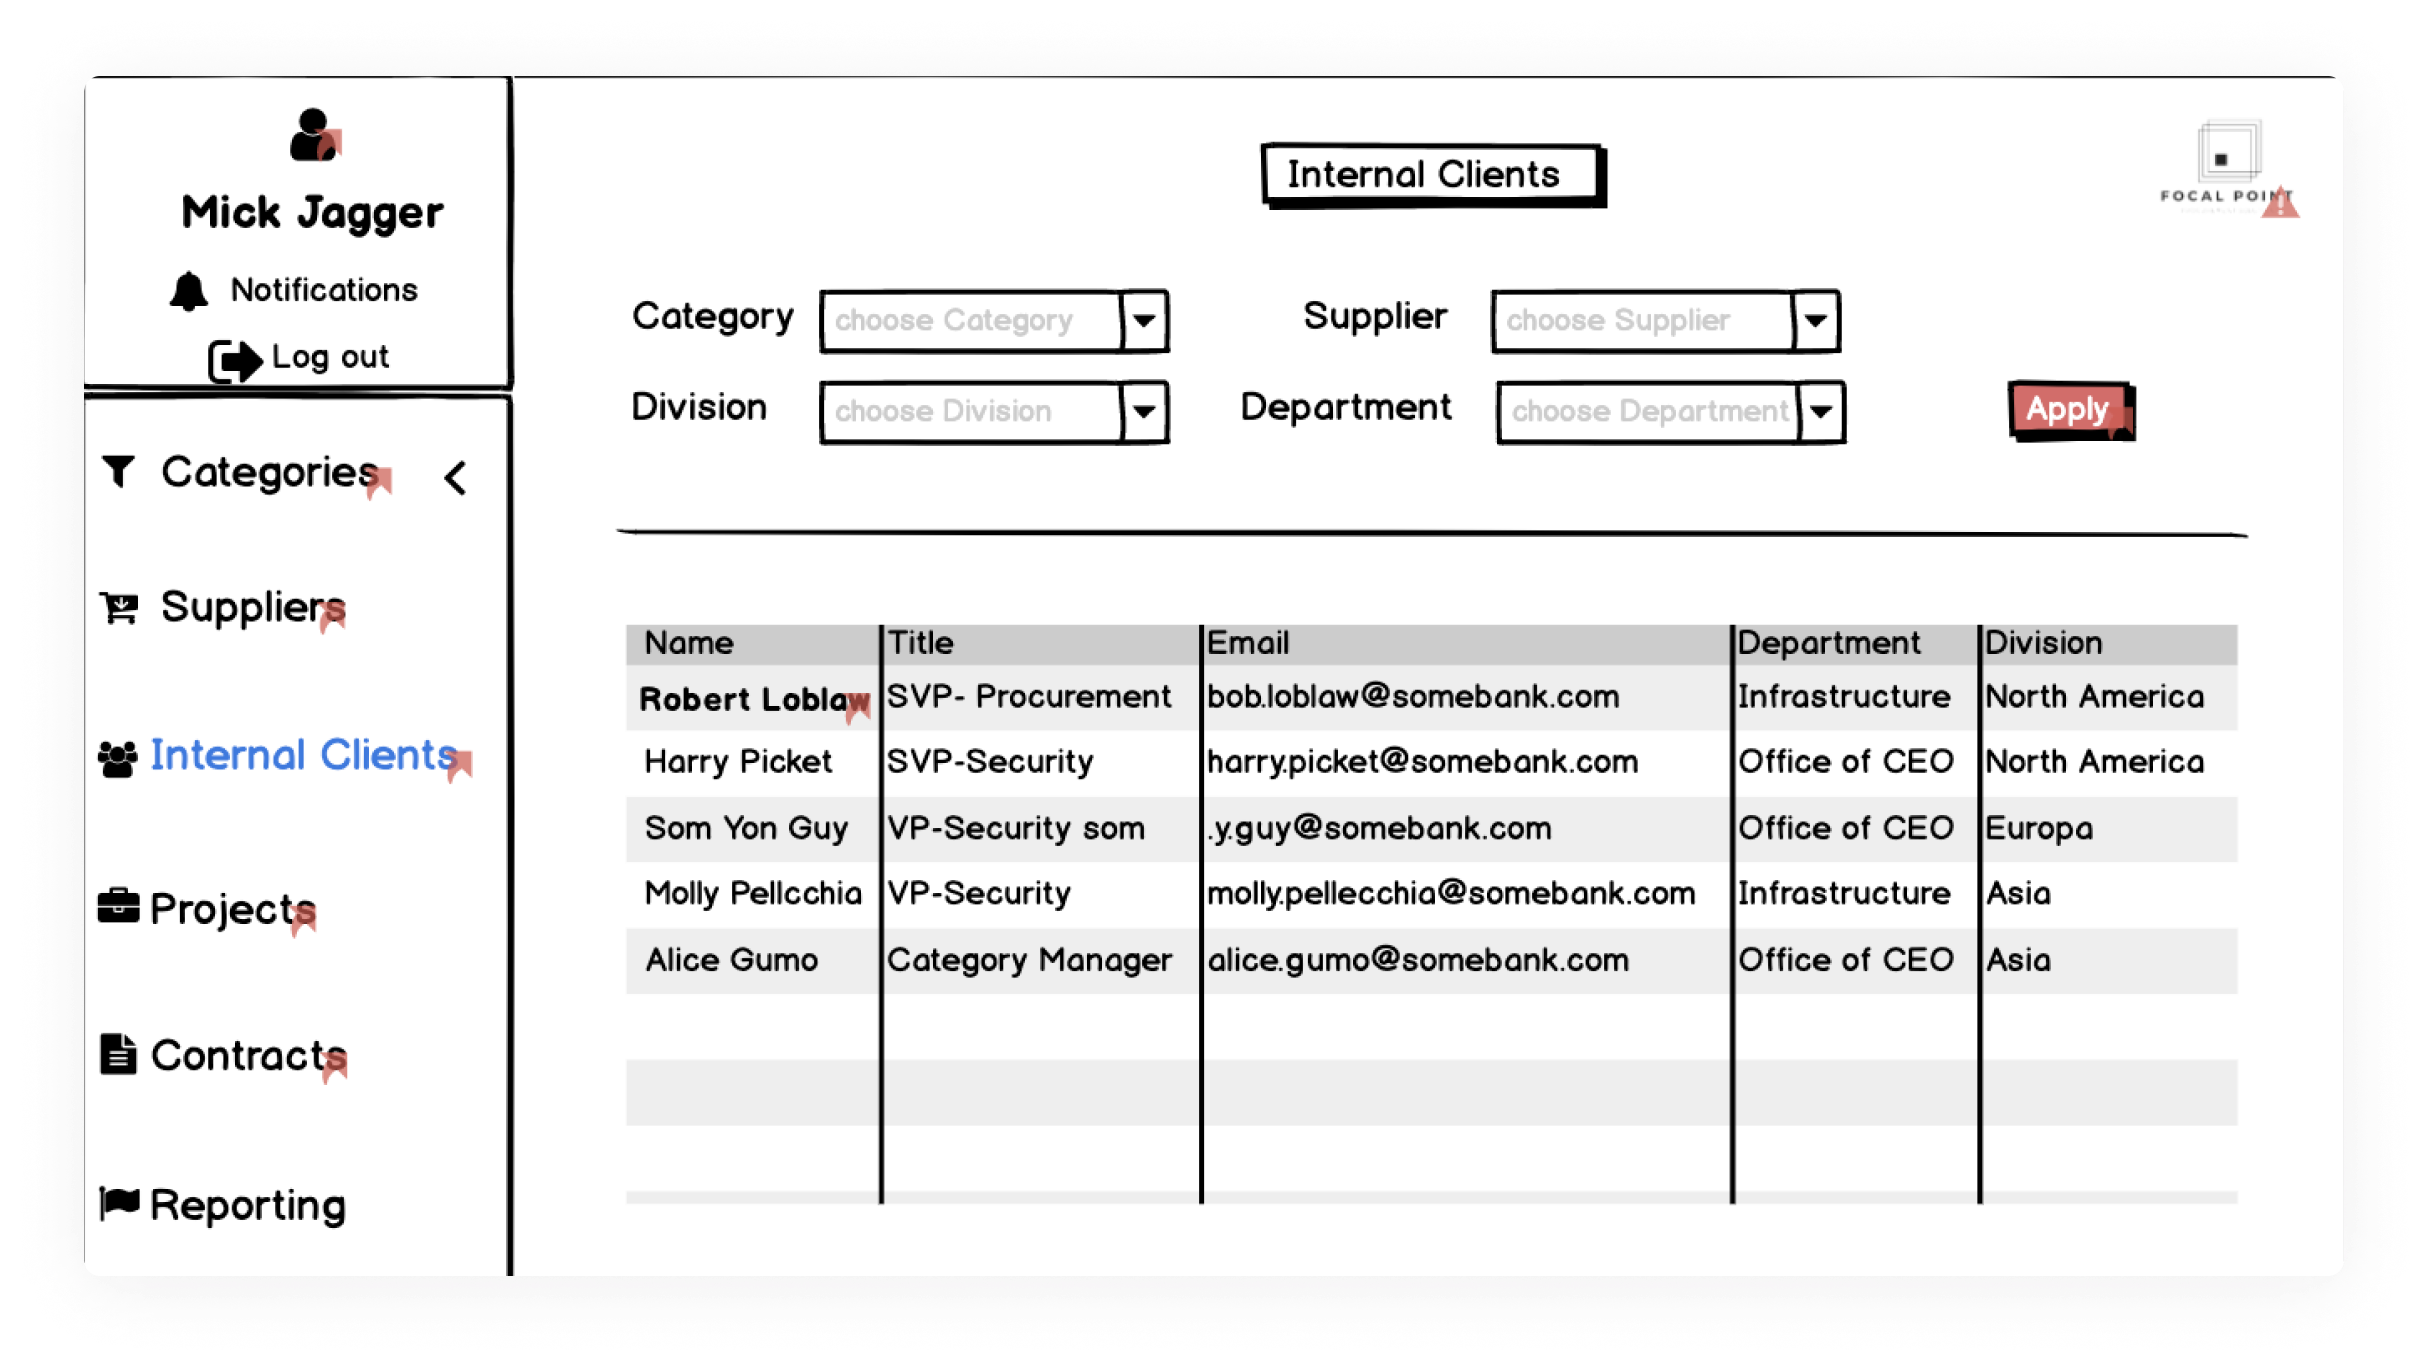 Mick Jagger
Notifications
Log out
Categories
Suppliers
Internal Clients
Projects
Contracts
Reporting
Internal Clients
FOCAL POINT
Category choose Category Supplier choose Supplier
Division choose Division Department choose Department Apply
Name Title Email Department Division
Robert Loblaw SVP- Procurement bob.loblaw@somebank.com Infrastructure North America
Harry Picket SVP-Security harry.picket@somebank.com Office of CEO North America
Som Yon Guy VP-Security som .y.guy@somebank.com Office of CEO Europa
Molly Pellcchia VP-Security molly.pellecchia@somebank.com Infrastructure Asia
Alice Gumo Category Manager alice.gumo@somebank.com Office of CEO Asia